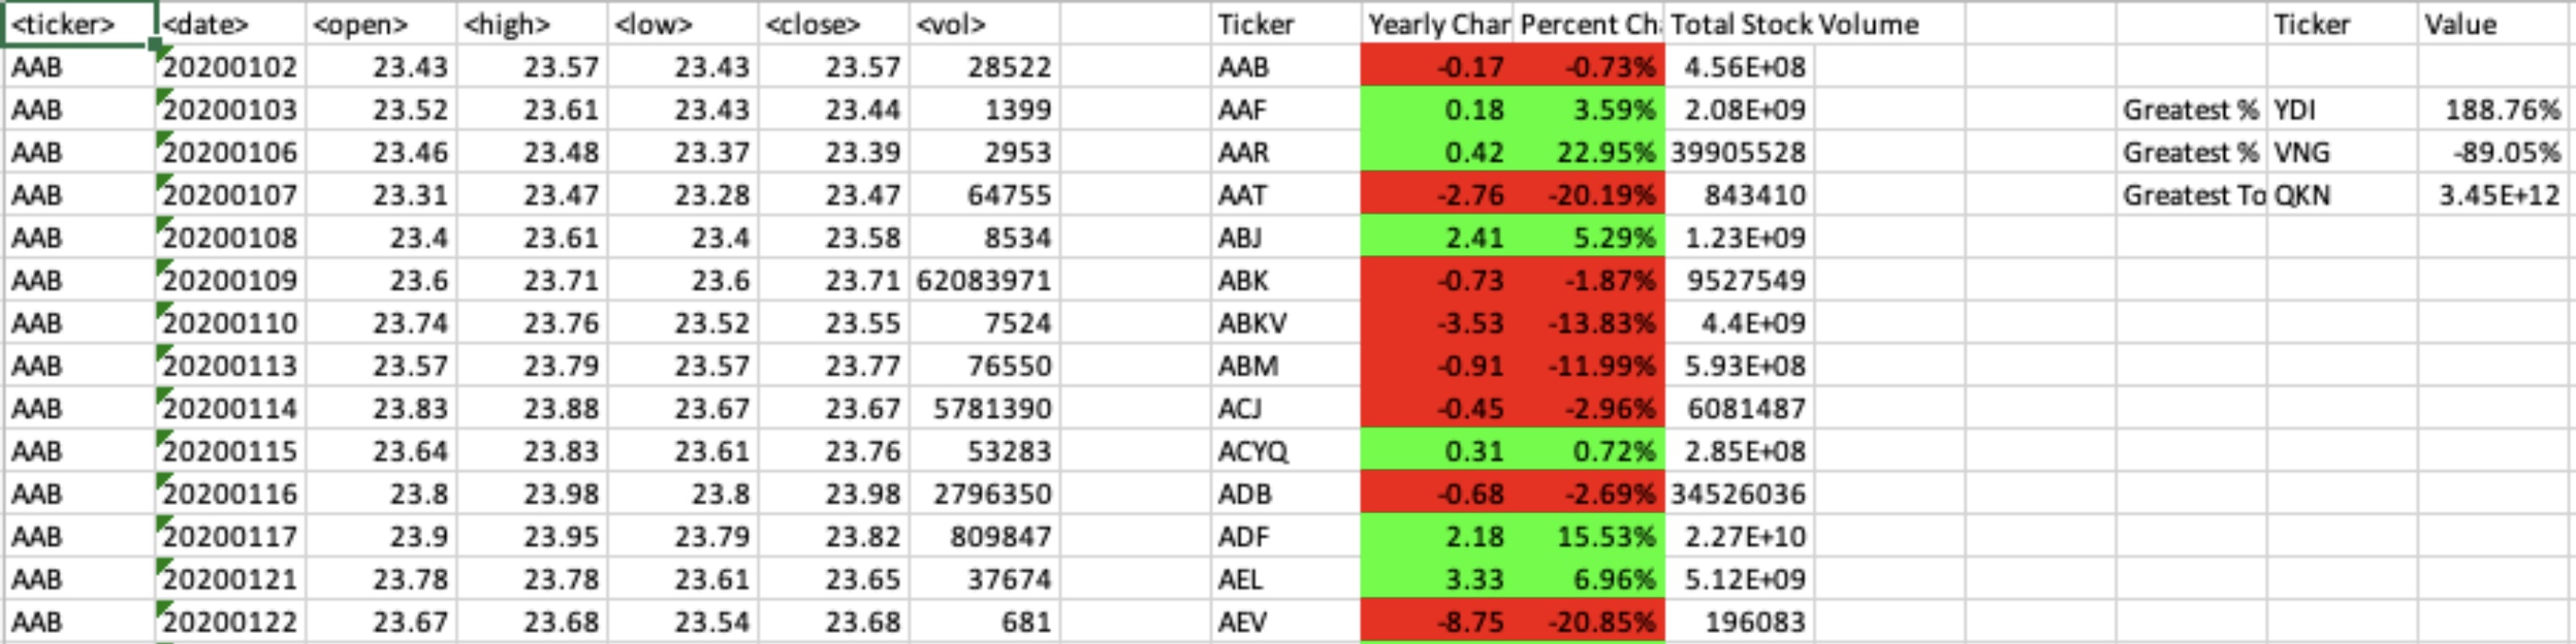 <ticker> <date> <open> <high> <low> <close> <vol> Ticker Yearly Char Percent Ch Total Stock Volume Ticker Value
AAB 20200102 23.43 23.57 23.43 23.57 28522 AAB -0.17 -0.73% 4.56E+08
AAB 20200103 23.52 23.61 23.43 23.44 1399 AAF 0.18 3.59% 2.08E+09 Greatest % YDI 188.76%
AAB 20200106 23.46 23.48 23.37 23.39 2953 AAR 0.42 22.95% 39905528 Greatest % VNG -89.05%
AAB 20200107 23.31 23.47 23.28 23.47 64755 AAT -2.76 -20.19% 843410 Greatest To QKN 3.45E+12
AAB 20200108 23.4 23.61 23.4 23.58 8534 ABJ 2.41 5.29% 1.23E+09
AAB 20200109 23.6 23.71 23.6 23.71 62083971 ABK -0.73 -1.87% 9527549
AAB 20200110 23.74 23.76 23.52 23.55 7524 ABKV -3.53 -13.83% 4.4E+09
AAB 20200113 23.57 23.79 23.57 23.77 76550 ABM -0.91 -11.99% 5.93E+08
AAB 20200114 23.83 23.88 23.67 23.67 5781390 ACJ -0.45 -2.96% 6081487
AAB 20200115 23.64 23.83 23.61 23.76 53283 ACYQ 0.31 0.72% 2.85E+08
AAB 20200116 23.8 23.98 23.8 23.98 2796350 ADB -0.68 -2.69% 34526036
AAB 20200117 23.9 23.95 23.79 23.82 809847 ADF 2.18 15.53% 2.27E+10
AAB 20200121 23.78 23.78 23.61 23.65 37674 AEL 3.33 6.96% 5.12E+09
AAB 20200122 23.67 23.68 23.54 23.68 681 AEV -8.75 -20.85% 196083